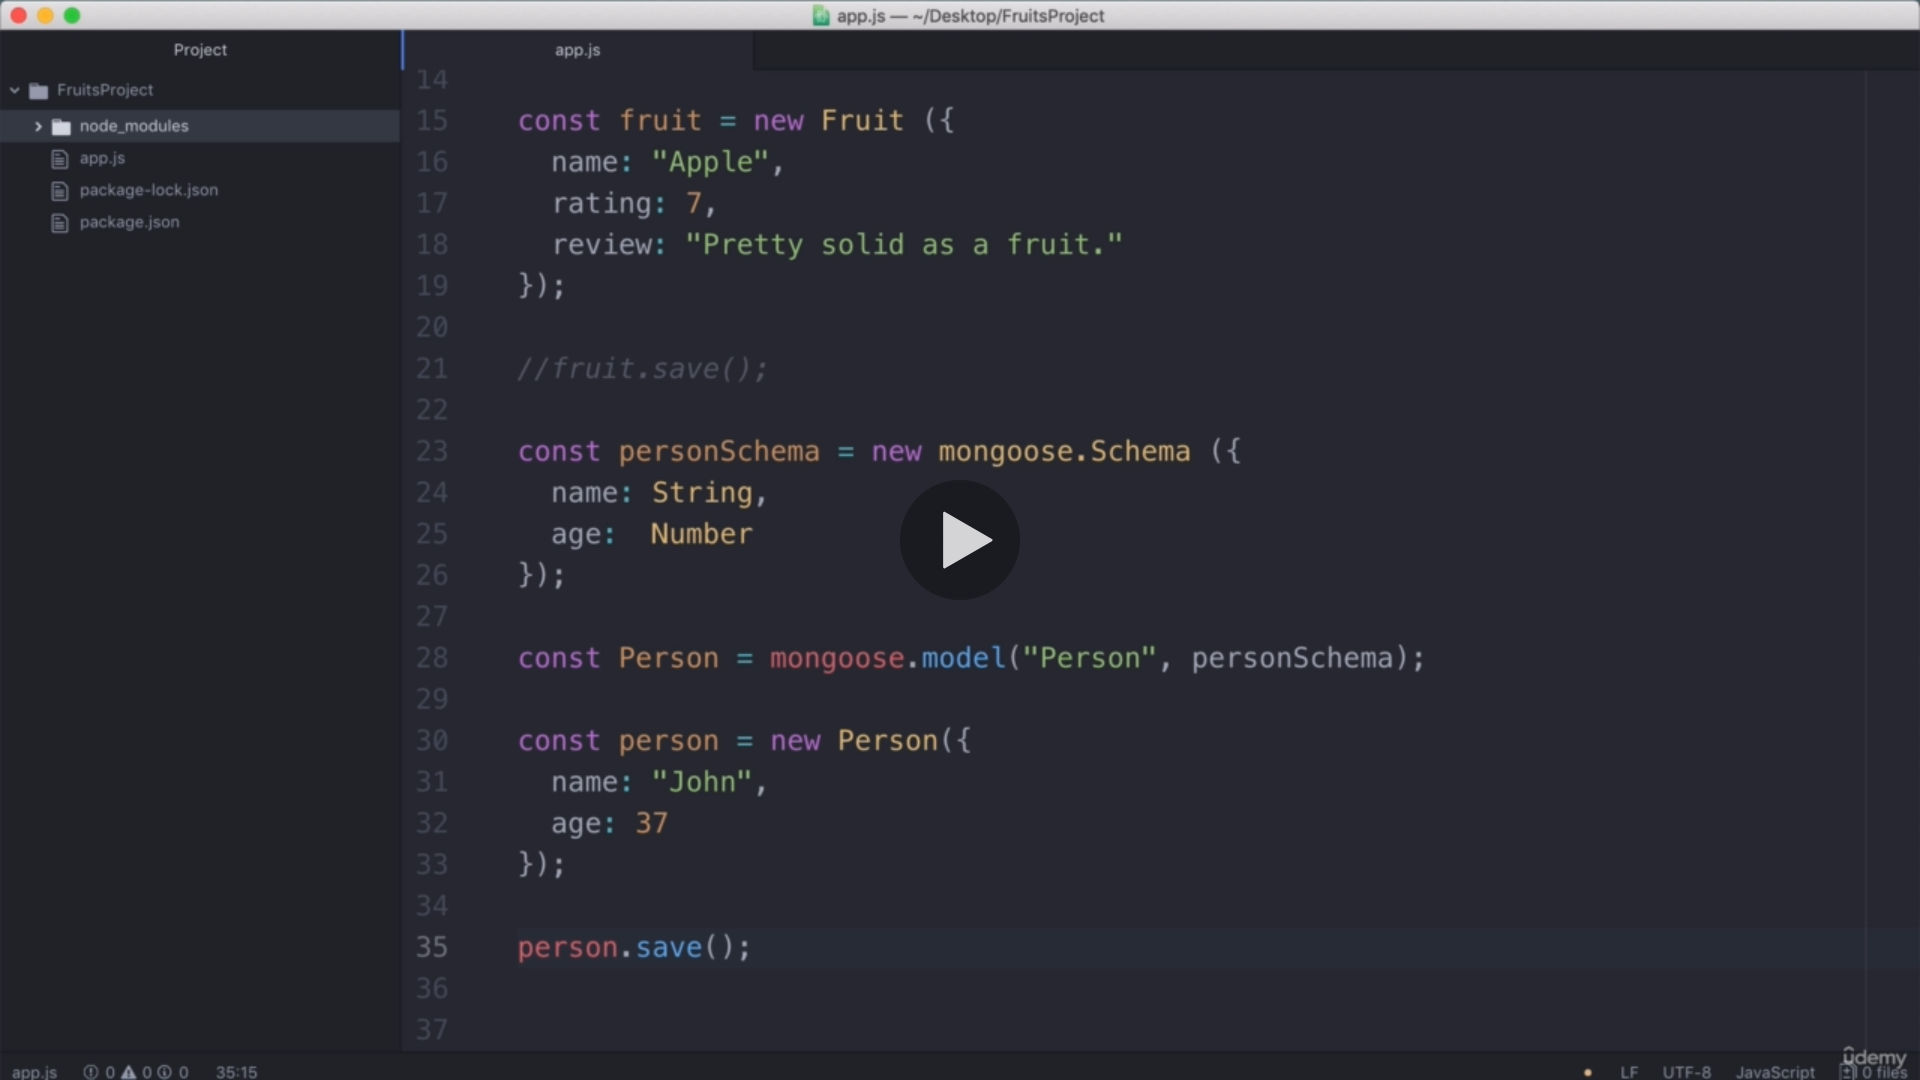 app.js — ~/Desktop/FruitsProject
Project
app.js
FruitsProject
node_modules
app.js
package-lock.json
package.json
14
15 const fruit = new Fruit ({
16   name: "Apple",
17   rating: 7,
18   review: "Pretty solid as a fruit."
19 });
20
21 //fruit.save();
22
23 const personSchema = new mongoose.Schema ({
24   name: String,
25   age:  Number
26 });
27
28 const Person = mongoose.model("Person", personSchema);
29
30 const person = new Person({
31   name: "John",
32   age: 37
33 });
34
35 person.save();
36
37
app.js 0 0 0 35:15 LF UTF-8 JavaScript 0 files
ûdemy